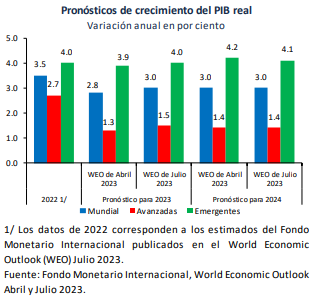 Pronósticos de crecimiento del PIB real
Variación anual en por ciento
5.0
4.0
3.0
2.0
1.0
0.0
3.5
2.7
4.0
2.8
1.3
3.9
3.0
1.5
4.0
3.0
1.4
4.2
3.0
1.4
4.1
WEO de Abril 2023
WEO de Julio 2023
WEO de Abril 2023
WEO de Julio 2023
2022 1/
Pronóstico para 2023
Pronóstico para 2024
Mundial Avanzadas Emergentes
1/ Los datos de 2022 corresponden a los estimados del Fondo
Monetario Internacional publicados en el World Economic
Outlook (WEO) Julio 2023.
Fuente: Fondo Monetario Internacional, World Economic Outlook
Abril y Julio 2023.